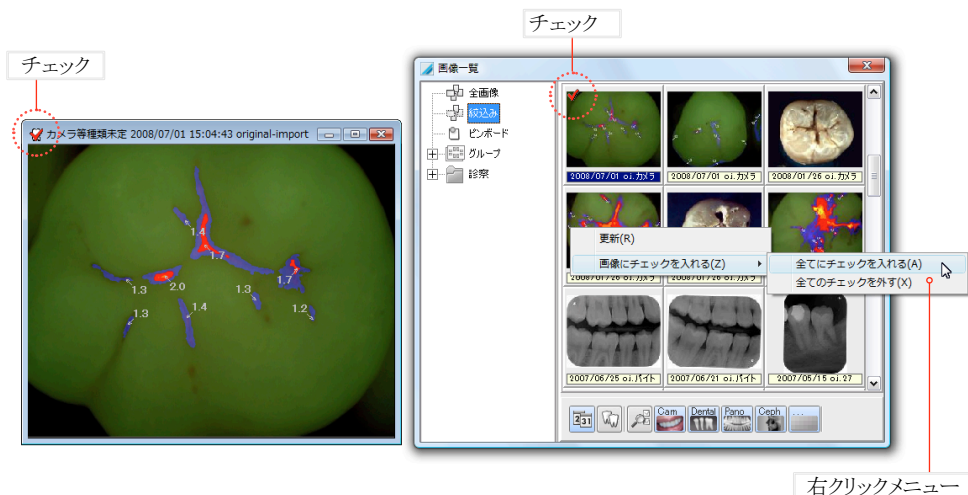 チェック
チェック
カメラ等種類未定 2008/07/01 15:04:43 original-import
1.4
1.7
1.3
2.0
1.3
1.7
1.3
1.4
1.2
画像一覧
全画像
絞込み
ピンボード
グループ
診察
2008/07/01 oi.カメラ
2008/07/01 oi.カメラ
2008/01/26 oi.カメラ
更新(R)
画像にチェックを入れる(Z)
全てにチェックを入れる(A)
全てのチェックを外す(X)
2007/06/25 oi.バイト
2007/06/21 oi.バイト
2007/05/15 oi.27
2 31
Cam
Dental
Pano
Ceph
...
右クリックメニュー